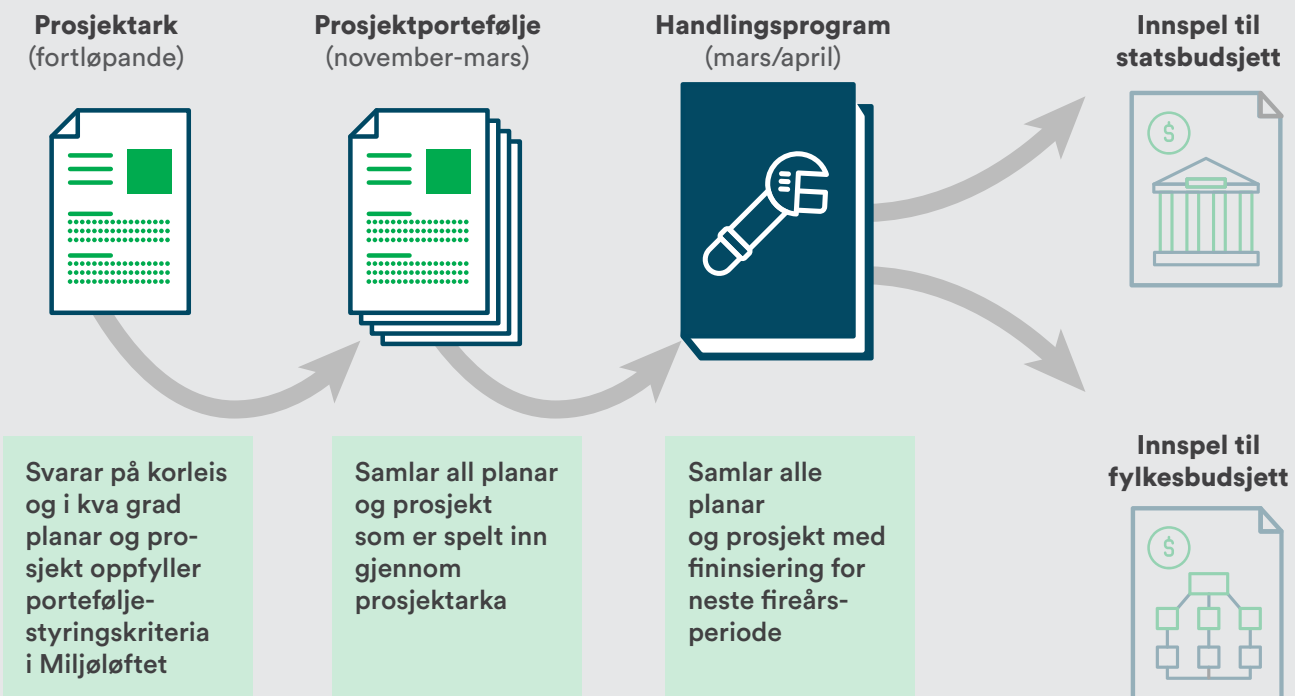 Prosjektark
(fortløpande)
Svarar på korleis
og i kva grad
planar og pro-
sjekt oppfyller
portefølje-
styringskriteria
i Miljøløftet
Prosjektportefølje
(november-mars)
Samlar all planar
og prosjekt
som er spelt inn
gjennom
prosjektarka
Handlingsprogram
(mars/april)
Samlar alle
planar
og prosjekt med
fininsiering for
neste fireårs-
periode
Innspel til
statsbudsjett
$
Innspel til
fylkesbudsjett
$